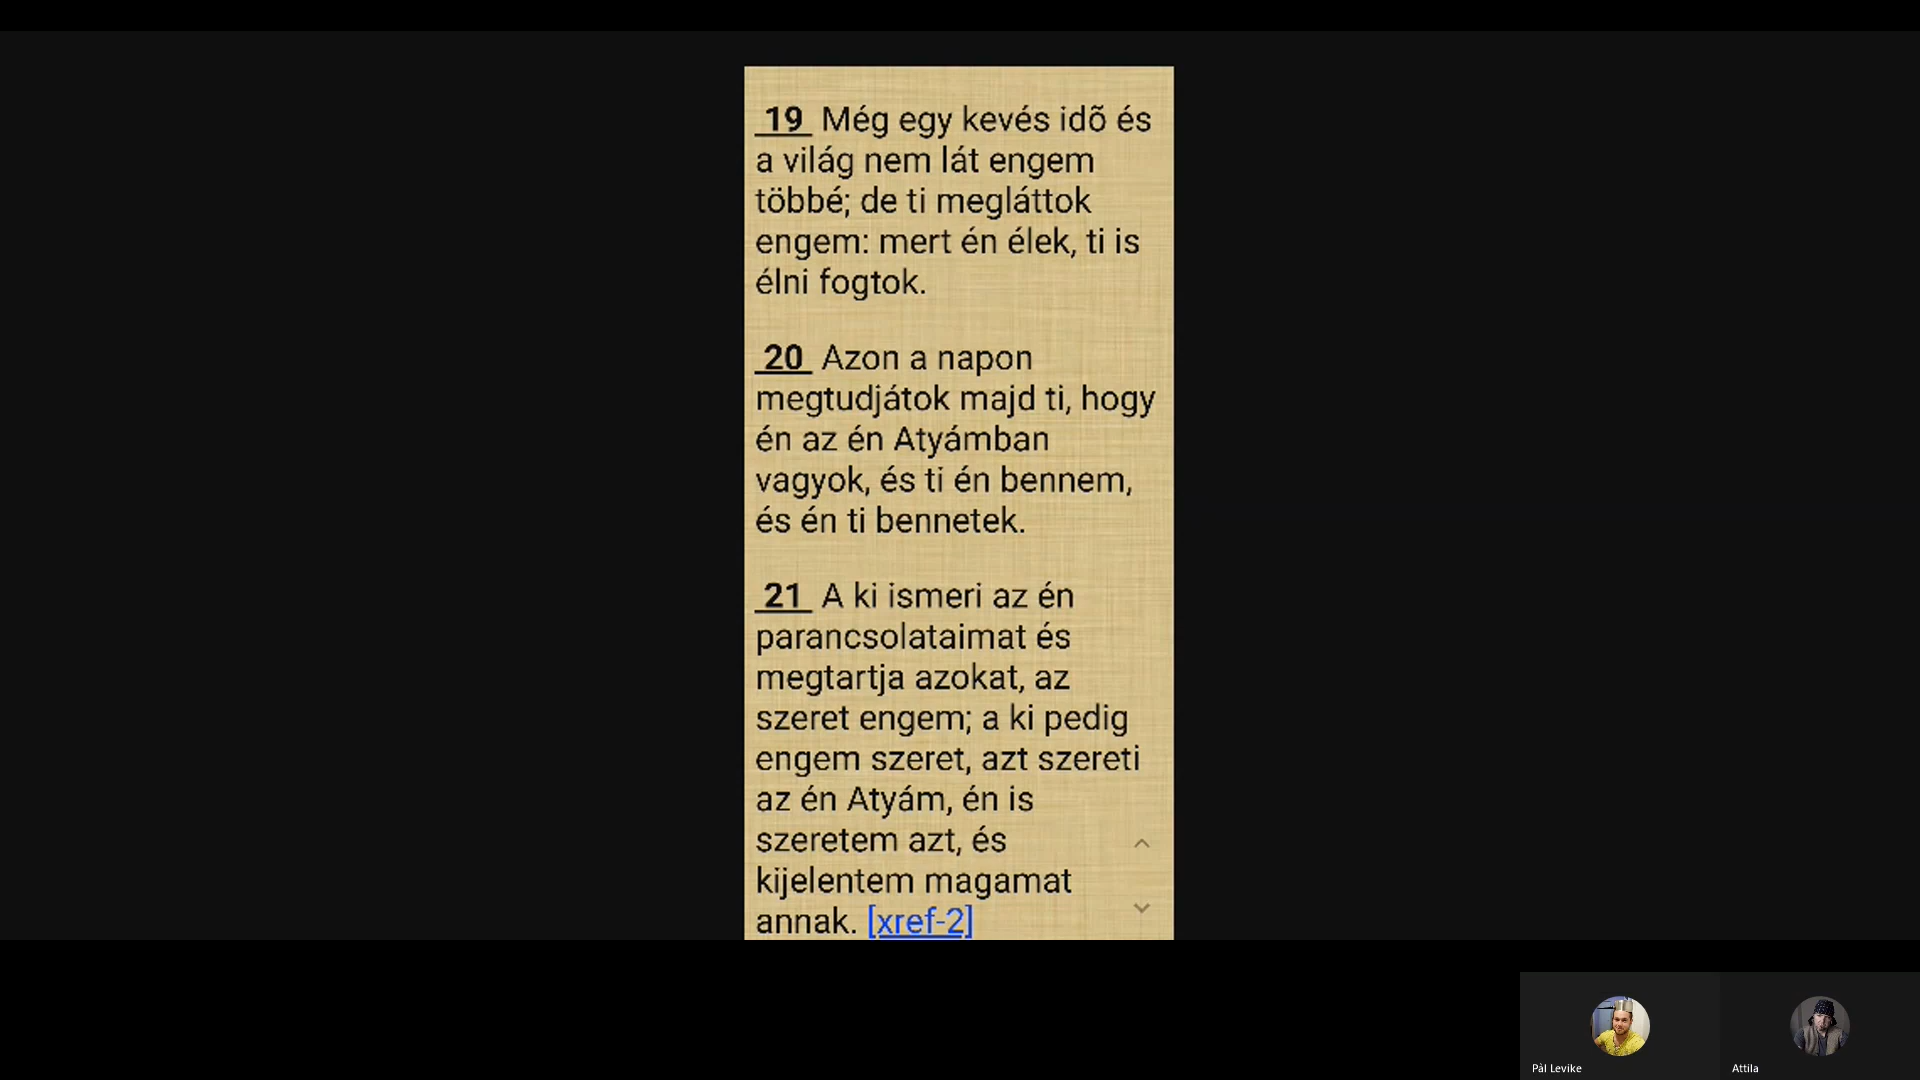 19 Még egy kevés idõ és
a világ nem lát engem
többé; de ti megláttok
engem: mert én élek, ti is
élni fogtok.
20 Azon a napon
megtudjátok majd ti, hogy
én az én Atyámban
vagyok, és ti én bennem,
és én ti bennetek.
21 A ki ismeri az én
parancsolataimat és
megtartja azokat, az
szeret engem; a ki pedig
engem szeret, azt szereti
az én Atyám, én is
szeretem azt, és
kijelentem magamat
annak. [xref-2]
Pàl Levike
Attila